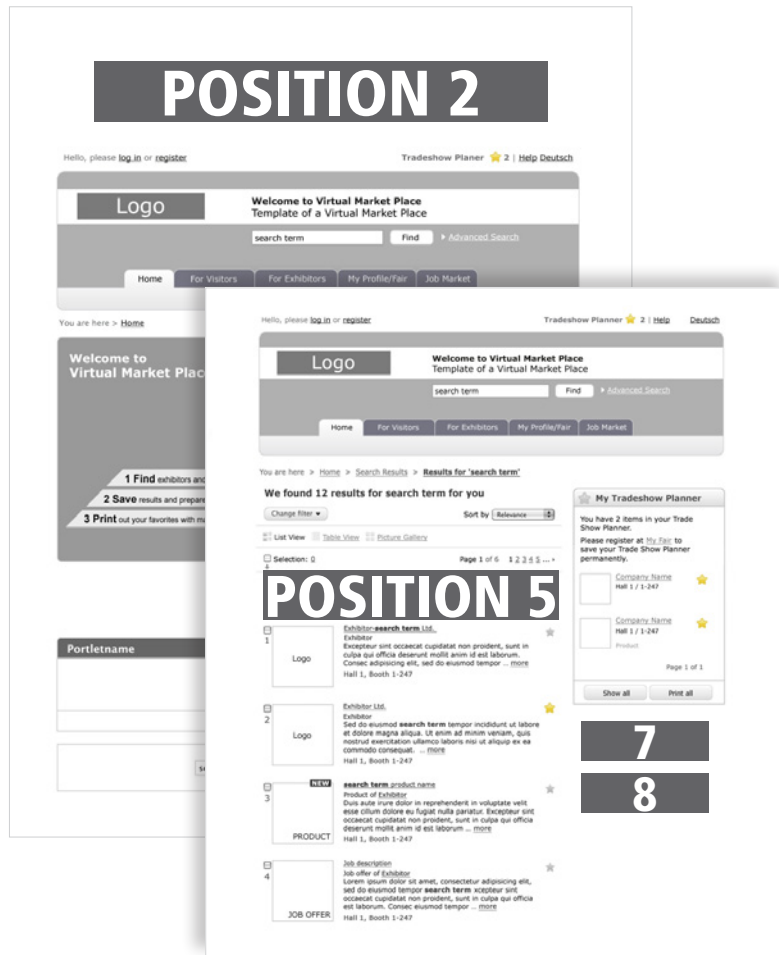 POSITION 2
Hello, please log in or register
Tradeshow Planer 2 | Help Deutsch
Logo
Welcome to Virtual Market Place
Template of a Virtual Market Place
search term Find Advanced Search
Home For Visitors For Exhibitors My Profile/Fair Job Market
You are here > Home
Welcome to
Virtual Market Plac
1 Find exhibitors and
2 Save results and prepare
3 Print out your favorites with
Portletname
Hello, please log in or register
Tradeshow Planner 2 | Help Deutsch
Logo
Welcome to Virtual Market Place
Template of a Virtual Market Place
search term Find Advanced Search
Home For Visitors For Exhibitors My Profile/Fair Job Market
You are here > Home > Search Results > Results for 'search term'
We found 12 results for search term for you
Change filter Sort by Relevance
List View Table View Picture Gallery
Selection: 0 Page 1 of 6 1 2 3 4 5 ...
POSITION 5
1
Logo
Exhibitor-search term Ltd.
Exhibitor
Excepteur sint occaecat cupidatat non proident, sunt in
culpa qui officia deserunt mollit anim id est laborum.
Consec adipisicing elit, sed do eiusmod tempor .. more
Hall 1, Booth 1-247
2
Logo
Exhibitor Ltd.
Exhibitor
Sed do eiusmod search term tempor incididunt ut labore
et dolore magna aliqua. Ut enim ad minim veniam, quis
nostrud exercitation ullamco laboris nisi ut aliquip ex ea
commodo consequat. .. more
Hall 1, Booth 1-247
3
NEW
PRODUCT
search term product name
Product of Exhibitor
Duis aute irure dolor in reprehenderit in voluptate velit
esse cillum dolore eu fugiat nulla pariatur. Excepteur sint
occaecat cupidatat non proident, sunt in culpa qui officia
deserunt mollit anim id est laborum .. more
Hall 1, Booth 1-247
4
JOB OFFER
Job description
Job offer of Exhibitor
Lorem ipsum dolor sit amet, consectetur adipisicing elit,
sed do eiusmod tempor search term xcepteur sint
occaecat cupidatat non proident, sunt in culpa qui officia
est laborum. Consec eiusmod tempor .. more
Hall 1, Booth 1-247
My Tradeshow Planner
You have 2 items in your Trade
Show Planner.
Please register at My Fair to
save your Trade Show Planner
permanently.
Company Name
Hall 1 / 1-247
Company Name
Hall 1 / 1-247
Product
Page 1 of 1
Show all Print all
7
8